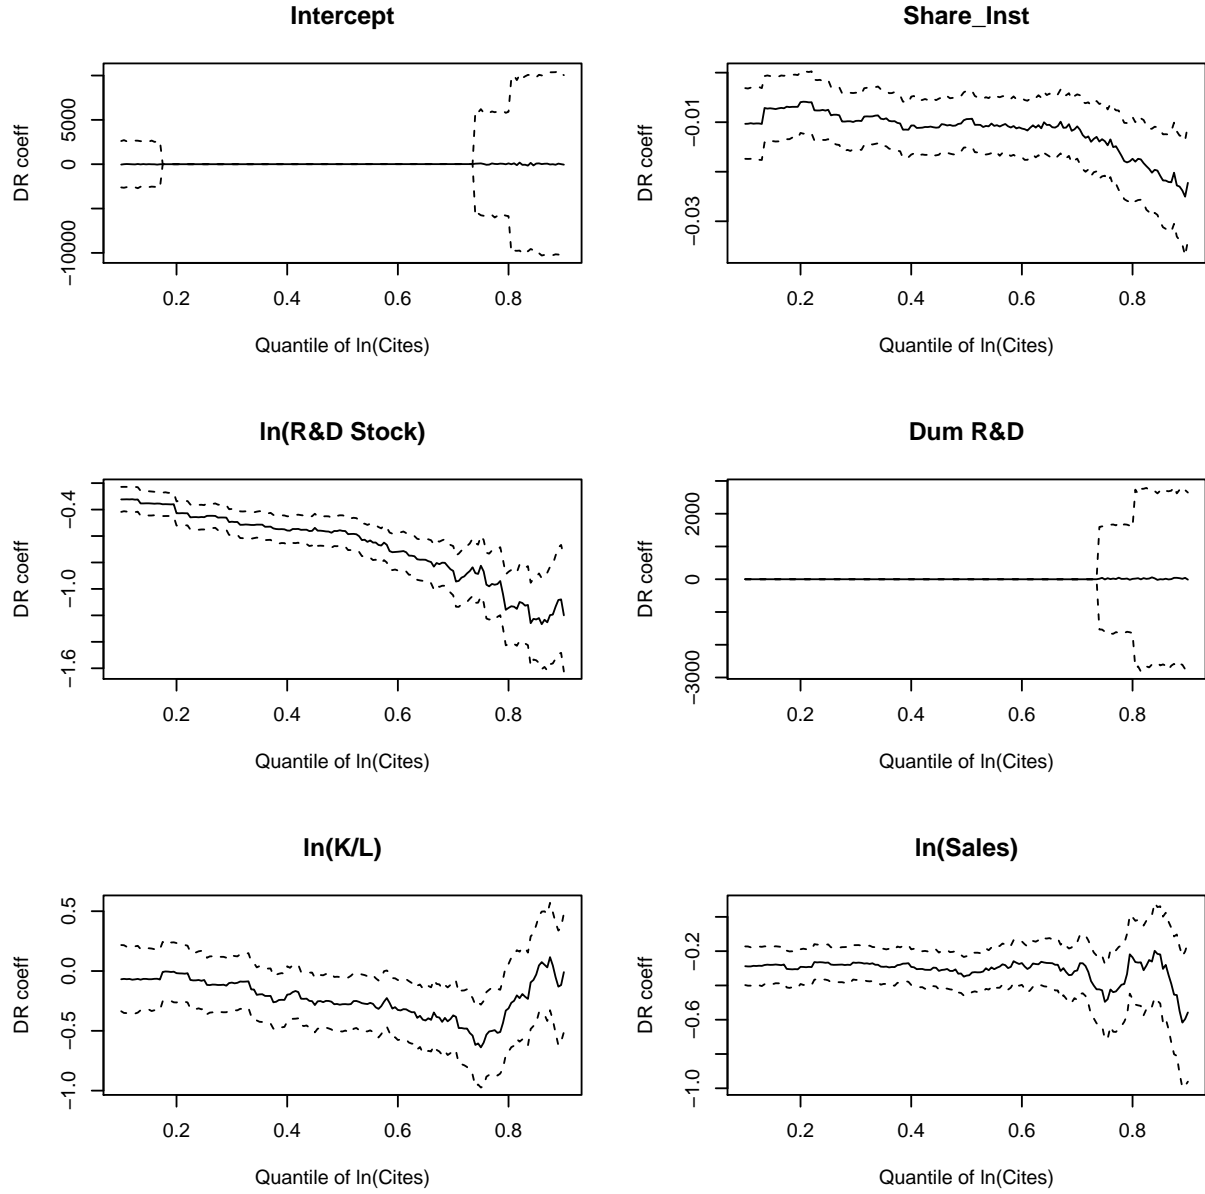 Intercept
DR coeff
5000
0
−10000
0.2 0.4 0.6 0.8
Quantile of ln(Cites)
Share_Inst
DR coeff
−0.01
−0.03
0.2 0.4 0.6 0.8
Quantile of ln(Cites)
ln(R&D Stock)
DR coeff
−0.4
−1.0
−1.6
0.2 0.4 0.6 0.8
Quantile of ln(Cites)
Dum R&D
DR coeff
2000
0
−3000
0.2 0.4 0.6 0.8
Quantile of ln(Cites)
ln(K/L)
DR coeff
0.5
0.0
−0.5
−1.0
0.2 0.4 0.6 0.8
Quantile of ln(Cites)
ln(Sales)
DR coeff
−0.2
−0.6
−1.0
0.2 0.4 0.6 0.8
Quantile of ln(Cites)